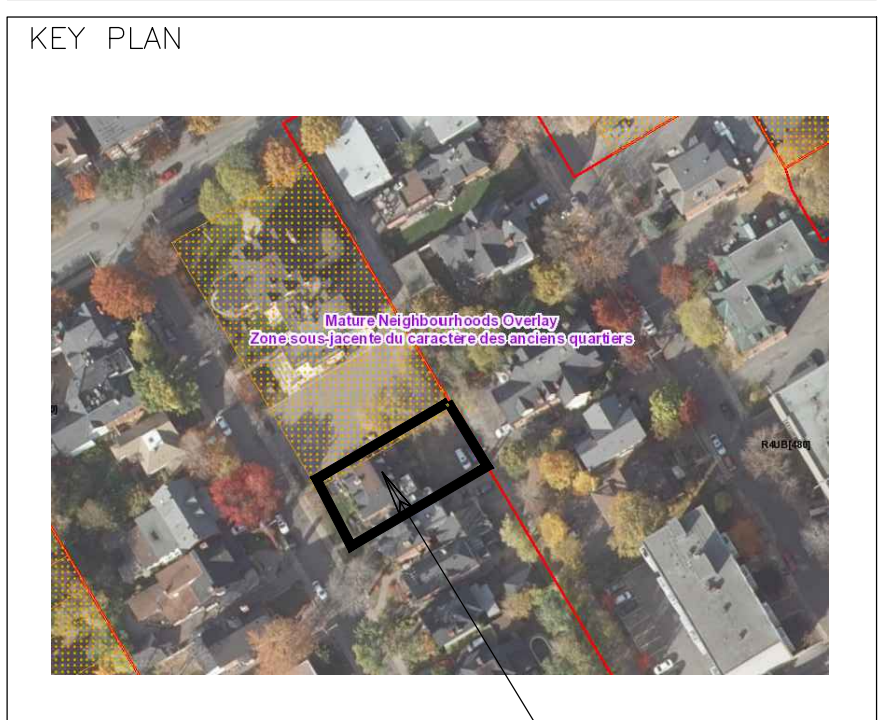 KEY PLAN
Mature Neighbourhoods Overlay
Zone sous-jacente du caractère des anciens quartiers
R4UB[480]